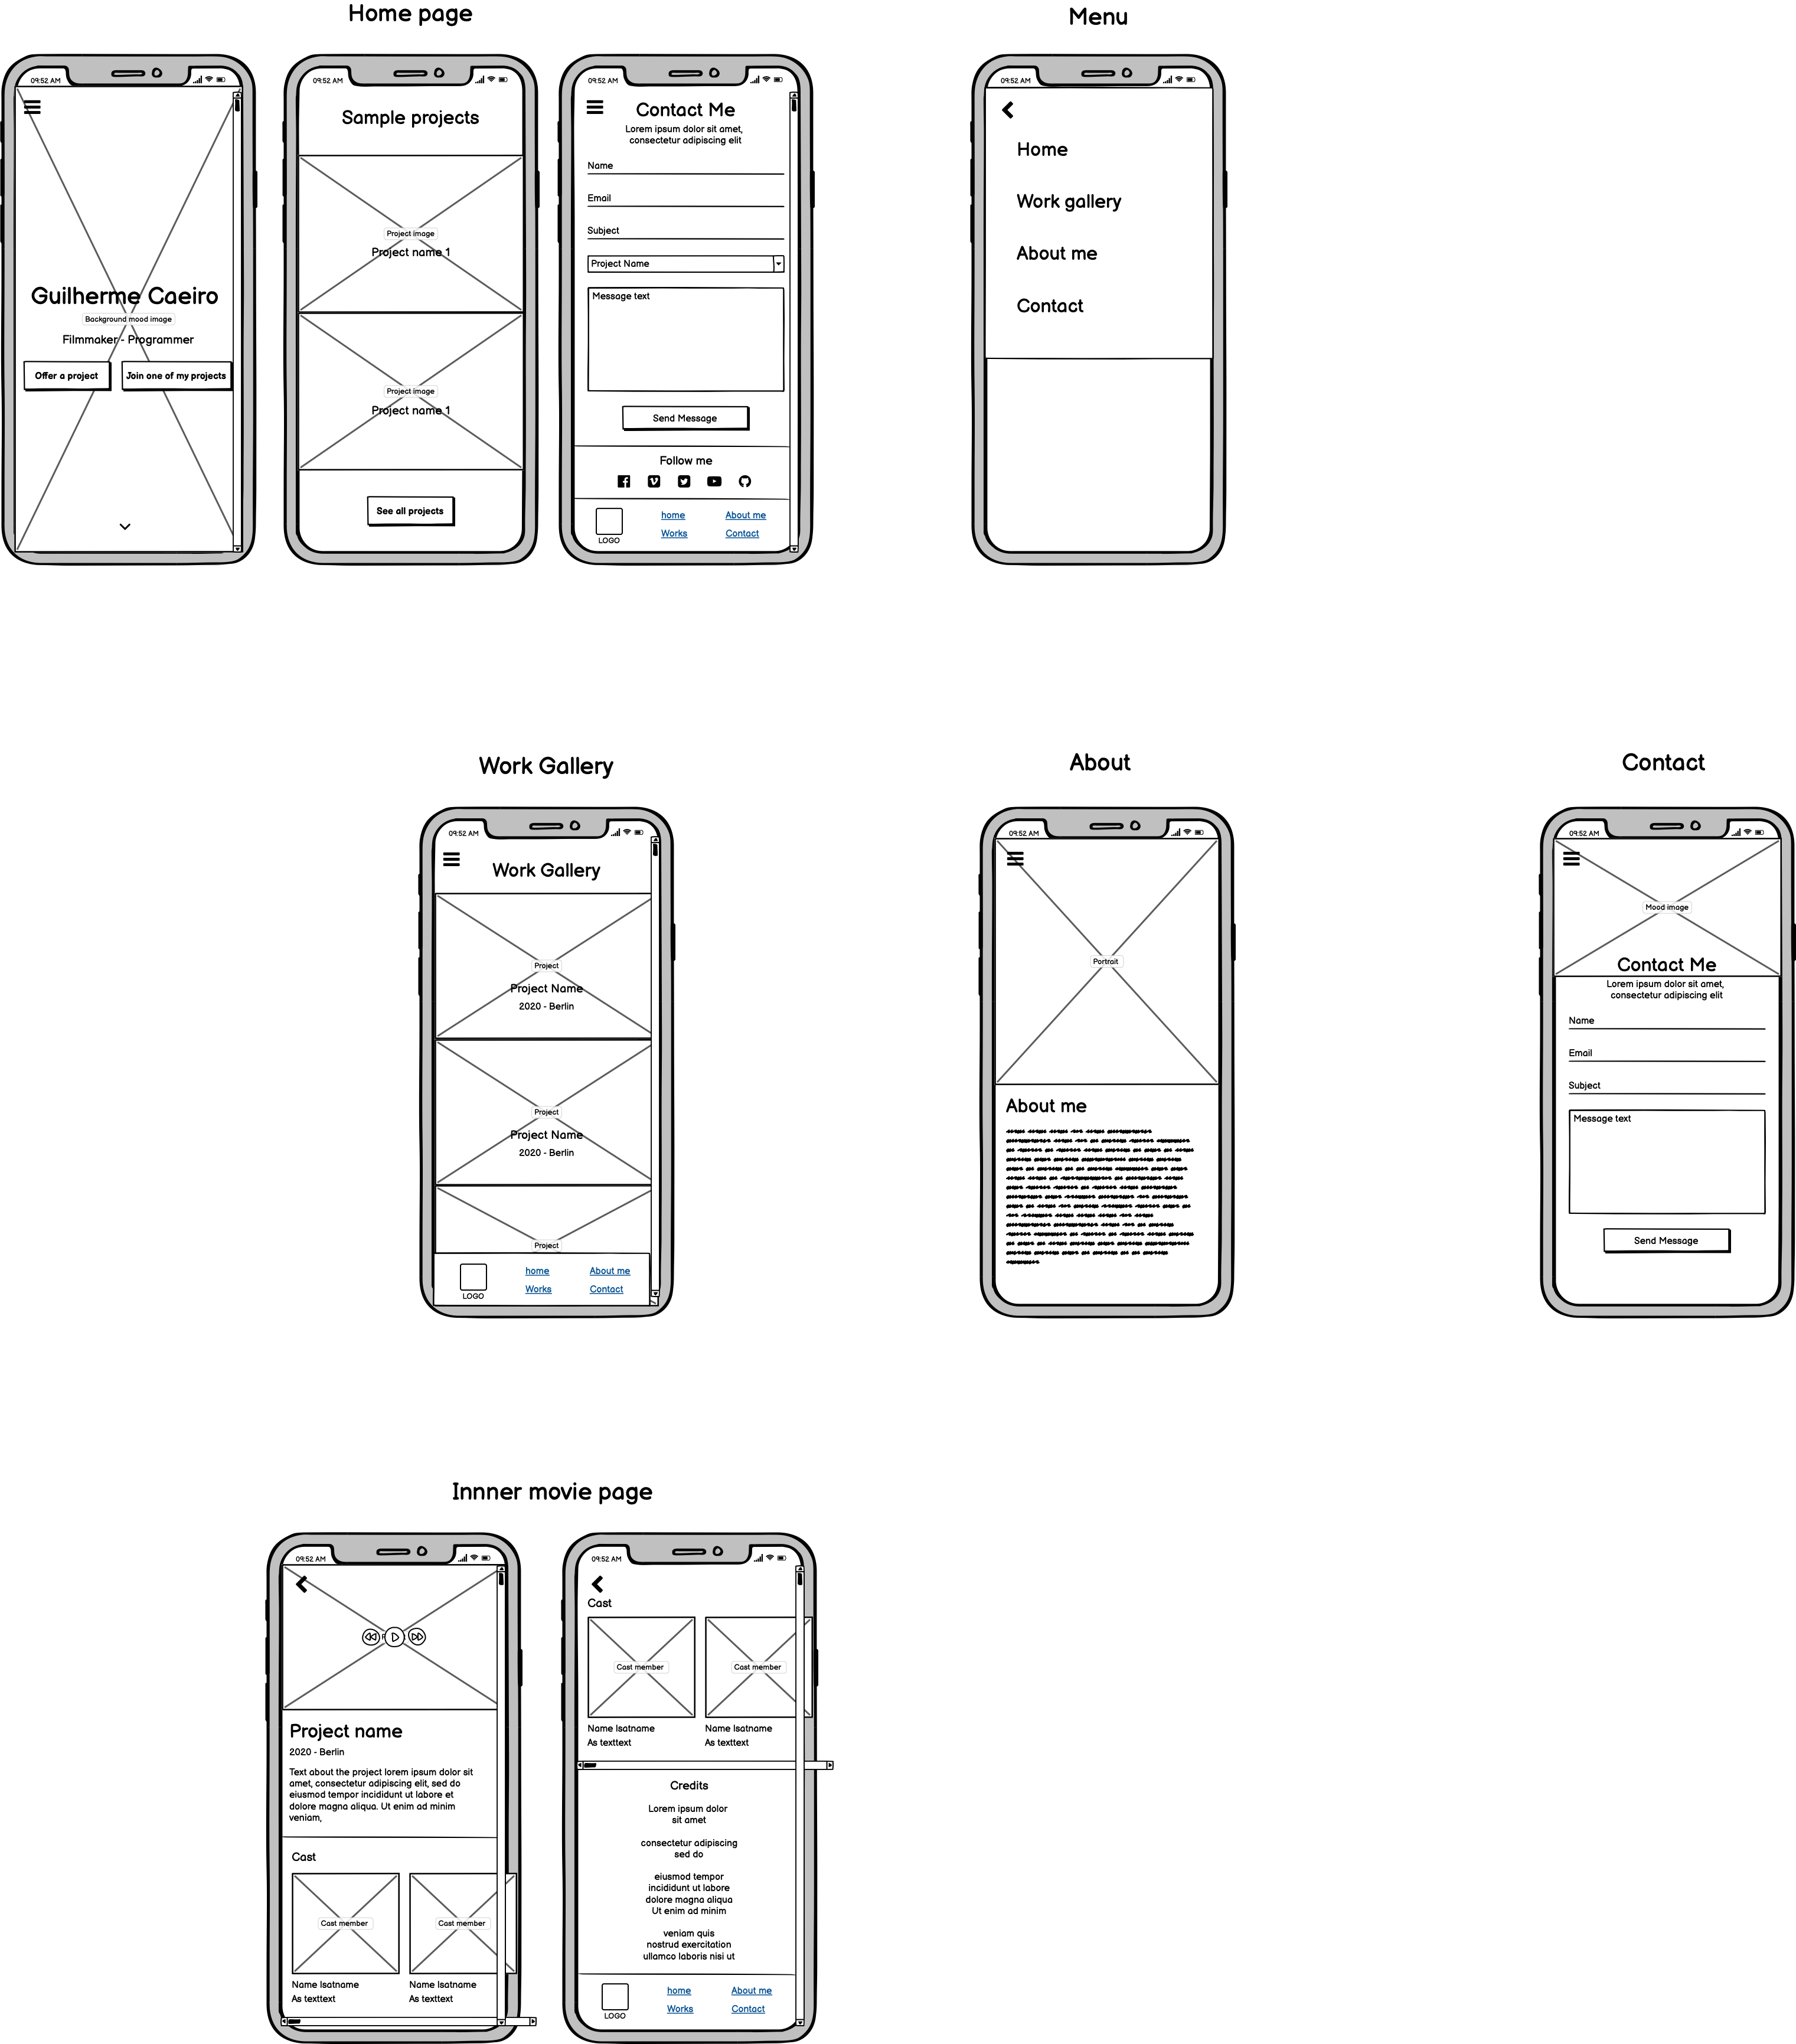 Home page
Menu
09:52 AM
Guilherme Caeiro
Background mood image
Filmmaker - Programmer
Offer a project
Join one of my projects
09:52 AM
Sample projects
Project image
Project name 1
Project image
Project name 1
See all projects
09:52 AM
Contact Me
Lorem ipsum dolor sit amet,
consectetur adipiscing elit
Name
Email
Subject
Project Name
Message text
Send Message
Follow me
LOGO
home
About me
Works
Contact
09:52 AM
Home
Work gallery
About me
Contact
Work Gallery
About
Contact
09:52 AM
Work Gallery
Project
Project Name
2020 - Berlin
Project
Project Name
2020 - Berlin
Project
LOGO
home
About me
Works
Contact
09:52 AM
Portrait
About me
09:52 AM
Mood image
Contact Me
Lorem ipsum dolor sit amet,
consectetur adipiscing elit
Name
Email
Subject
Message text
Send Message
Innner movie page
09:52 AM
Project name
2020 - Berlin
Text about the project lorem ipsum dolor sit
amet, consectetur adipiscing elit, sed do
eiusmod tempor incididunt ut labore et
dolore magna aliqua. Ut enim ad minim
veniam,
Cast
Cast member
Cast member
Name lsatname
Name lsatname
As texttext
As texttext
09:52 AM
Cast
Cast member
Cast member
Name lsatname
Name lsatname
As texttext
As texttext
Credits
Lorem ipsum dolor
sit amet
consectetur adipiscing
sed do
eiusmod tempor
incididunt ut labore
dolore magna aliqua
Ut enim ad minim
veniam quis
nostrud exercitation
ullamco laboris nisi ut
LOGO
home
About me
Works
Contact